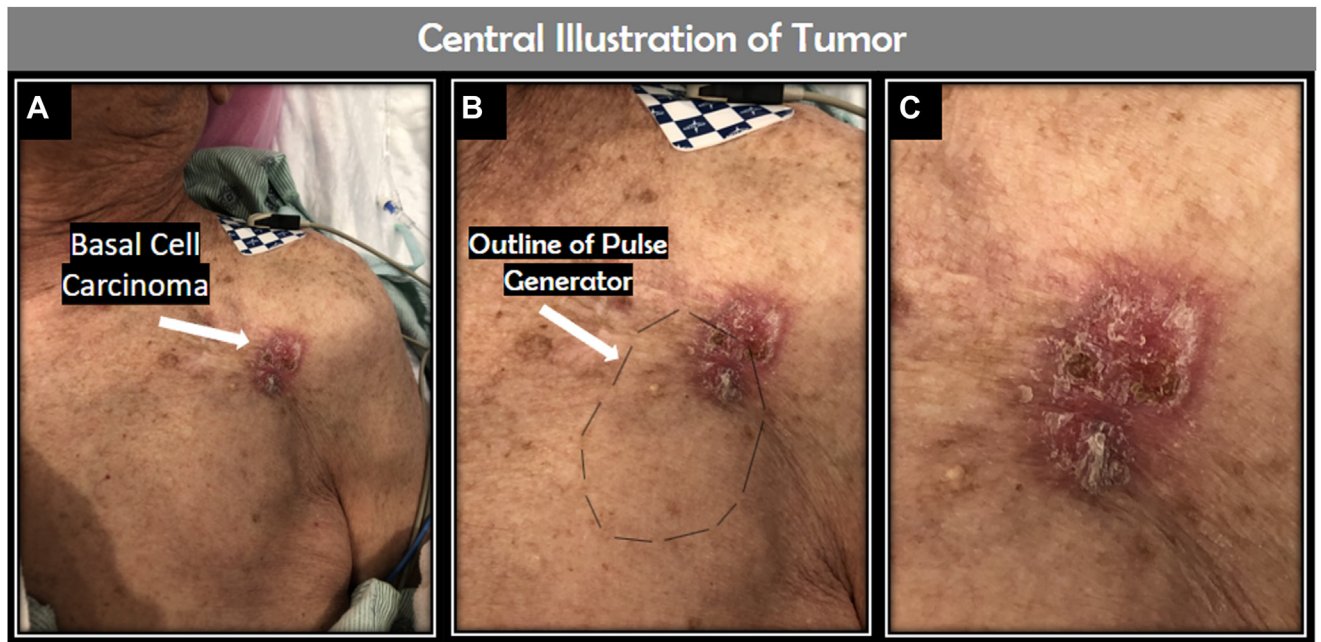 Central Illustration of Tumor
A
Basal Cell
Carcinoma
B
Outline of Pulse
Generator
C